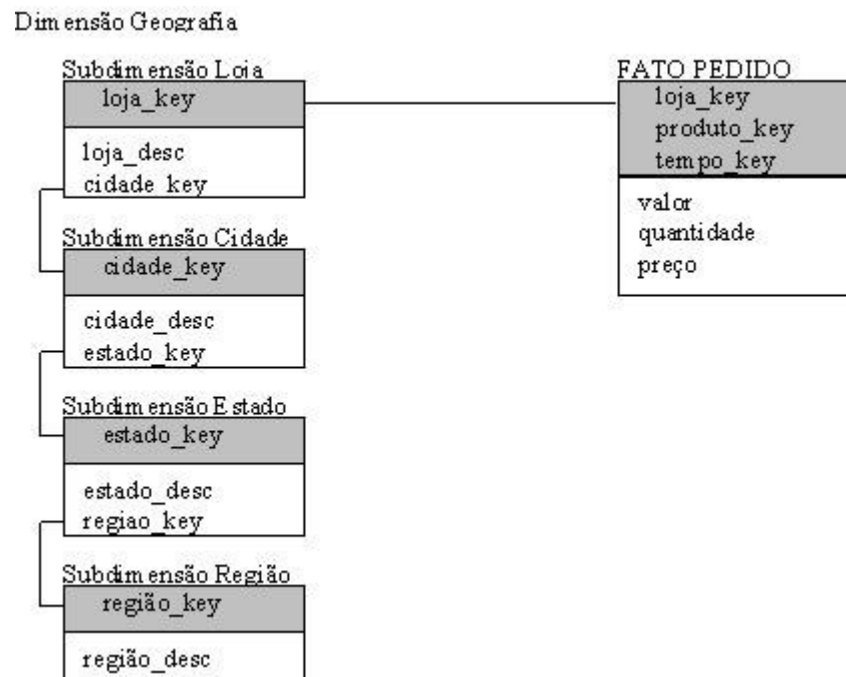 Dimensão Geografia
Subdimensão Loja
loja_key
loja_desc
cidade_key
Subdimensão Cidade
cidade_key
cidade_desc
estado_key
Subdimensão Estado
estado_key
estado_desc
regiao_key
Subdimensão Região
região_key
região_desc
FATO PEDIDO
loja_key
produto_key
tempo_key
valor
quantidade
preço